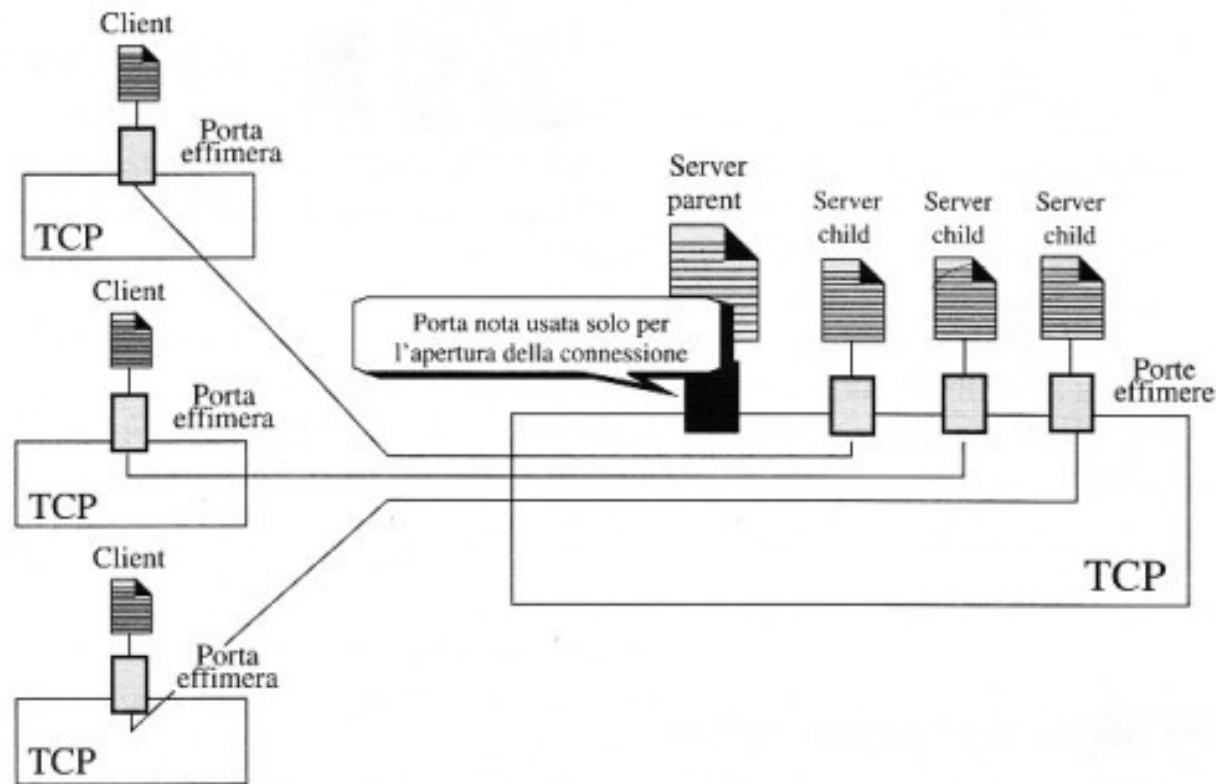 Client
Porta
effimera
TCP
Client
Porta
effimera
TCP
Client
Porta
effimera
TCP
Server
parent
Server
child
Server
child
Server
child
Porta nota usata solo per
l'apertura della connessione
Porte
effimere
TCP